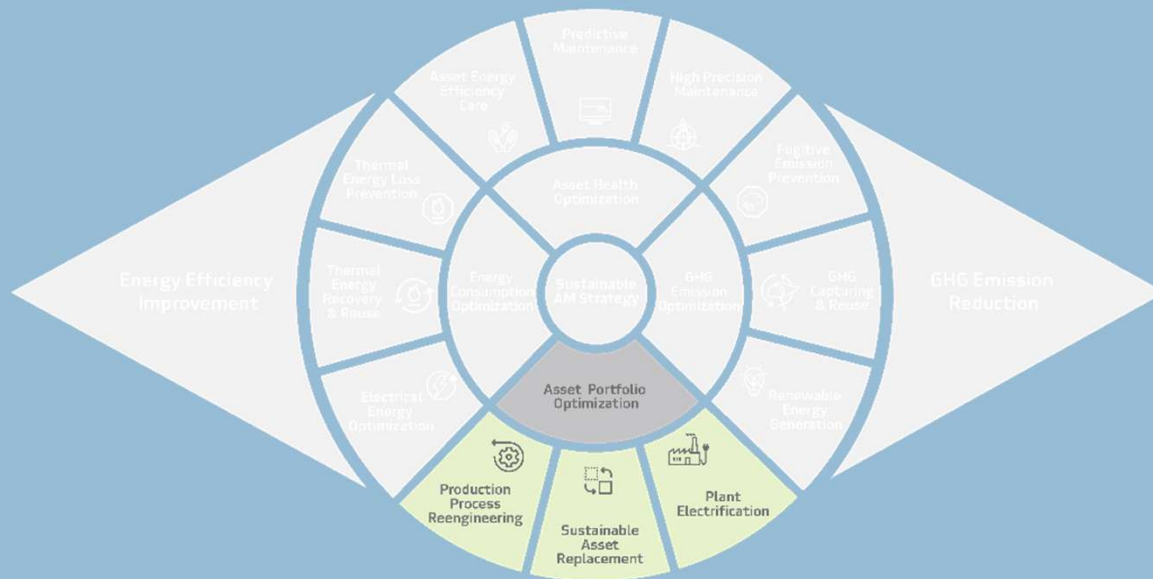 Predictive
Maintenance
Asset Energy
Efficiency
Care
High Precision
Maintenance
Thermal
Energy Loss
Prevention
Fugitive
Emission
Prevention
Asset Health
Optimization
Energy Efficiency
Improvement
Thermal
Energy
Recovery
& Reuse
Energy
Consumption
Optimization
Sustainable
AM Strategy
GHG
Emission
Optimization
GHG
Capturing
& Reuse
GHG Emission
Reduction
Electrical
Energy
Optimization
Asset Portfolio
Optimization
Renewable
Energy
Generation
Production
Process
Reengineering
Sustainable
Asset
Replacement
Plant
Electrification